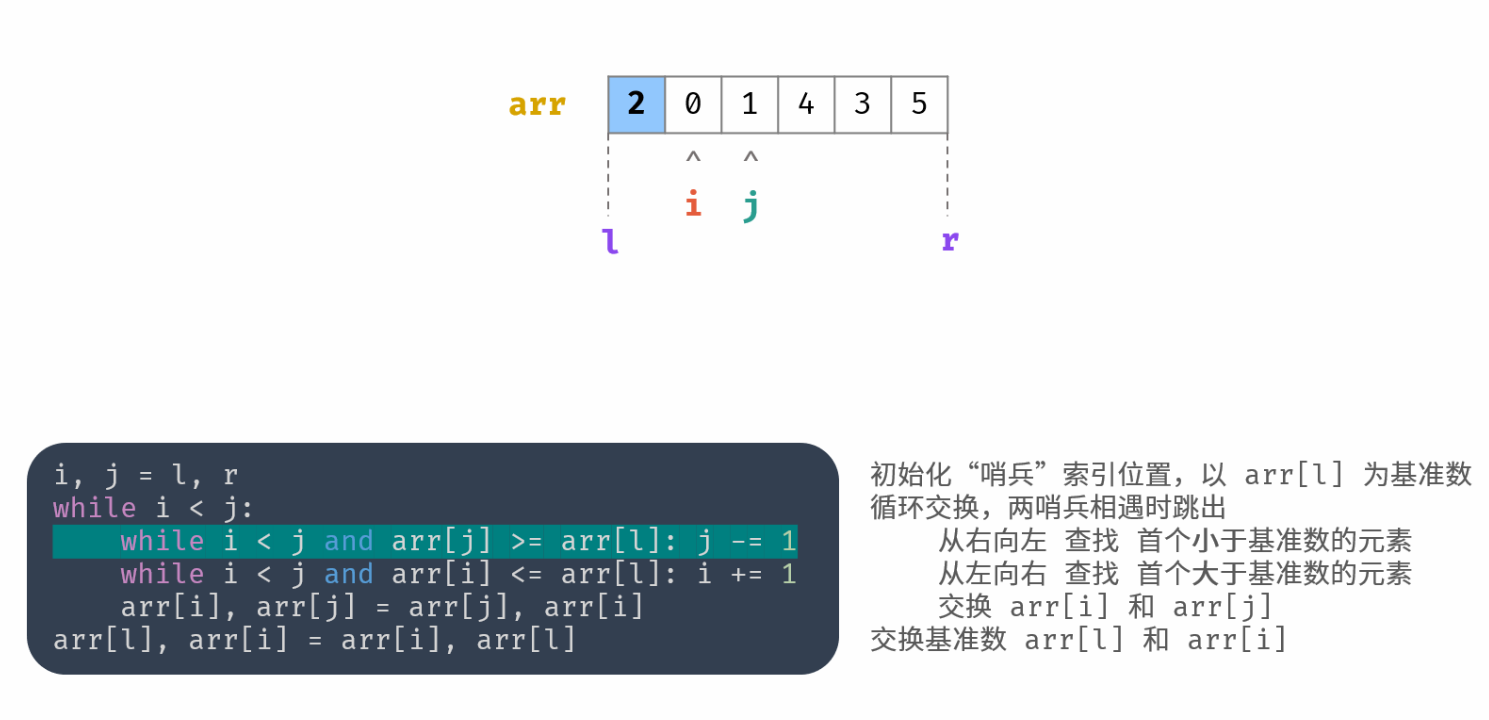 arr 2 0 1 4 3 5
^ ^
i j
l r
i, j = l, r
while i < j:
    while i < j and arr[j] >= arr[l]: j -= 1
    while i < j and arr[i] <= arr[l]: i += 1
    arr[i], arr[j] = arr[j], arr[i]
arr[l], arr[i] = arr[i], arr[l]
初始化“哨兵”索引位置，以 arr[l] 为基准数
循环交换，两哨兵相遇时跳出
    从右向左 查找 首个小于基准数的元素
    从左向右 查找 首个大于基准数的元素
    交换 arr[i] 和 arr[j]
交换基准数 arr[l] 和 arr[i]